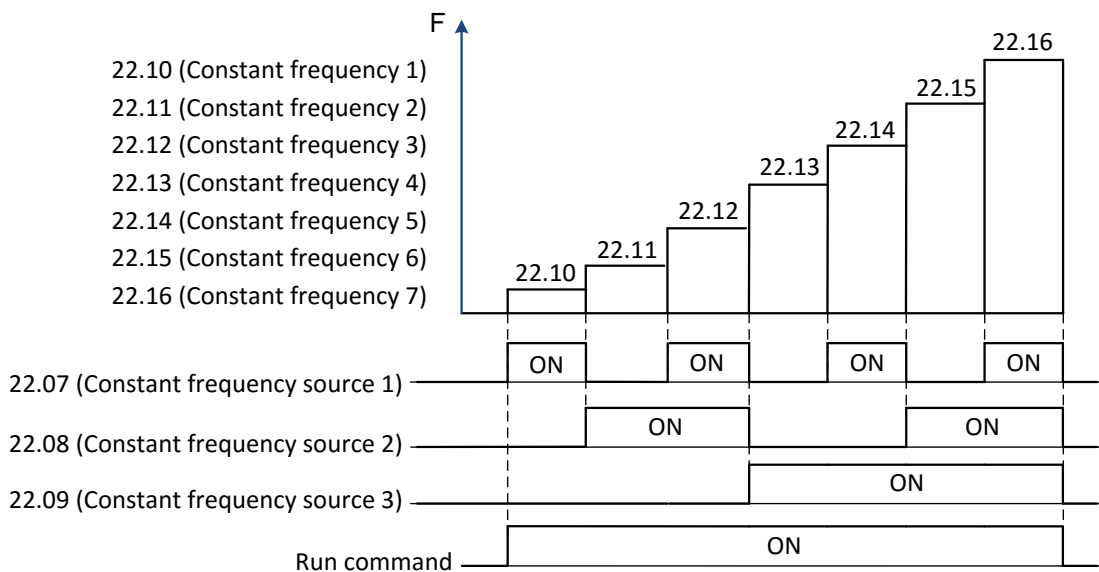 F
22.10 (Constant frequency 1)
22.11 (Constant frequency 2)
22.12 (Constant frequency 3)
22.13 (Constant frequency 4)
22.14 (Constant frequency 5)
22.15 (Constant frequency 6)
22.16 (Constant frequency 7)
22.10
22.11
22.12
22.13
22.14
22.15
22.16
22.07 (Constant frequency source 1)
ON
ON
ON
ON
22.08 (Constant frequency source 2)
ON
ON
22.09 (Constant frequency source 3)
ON
Run command
ON